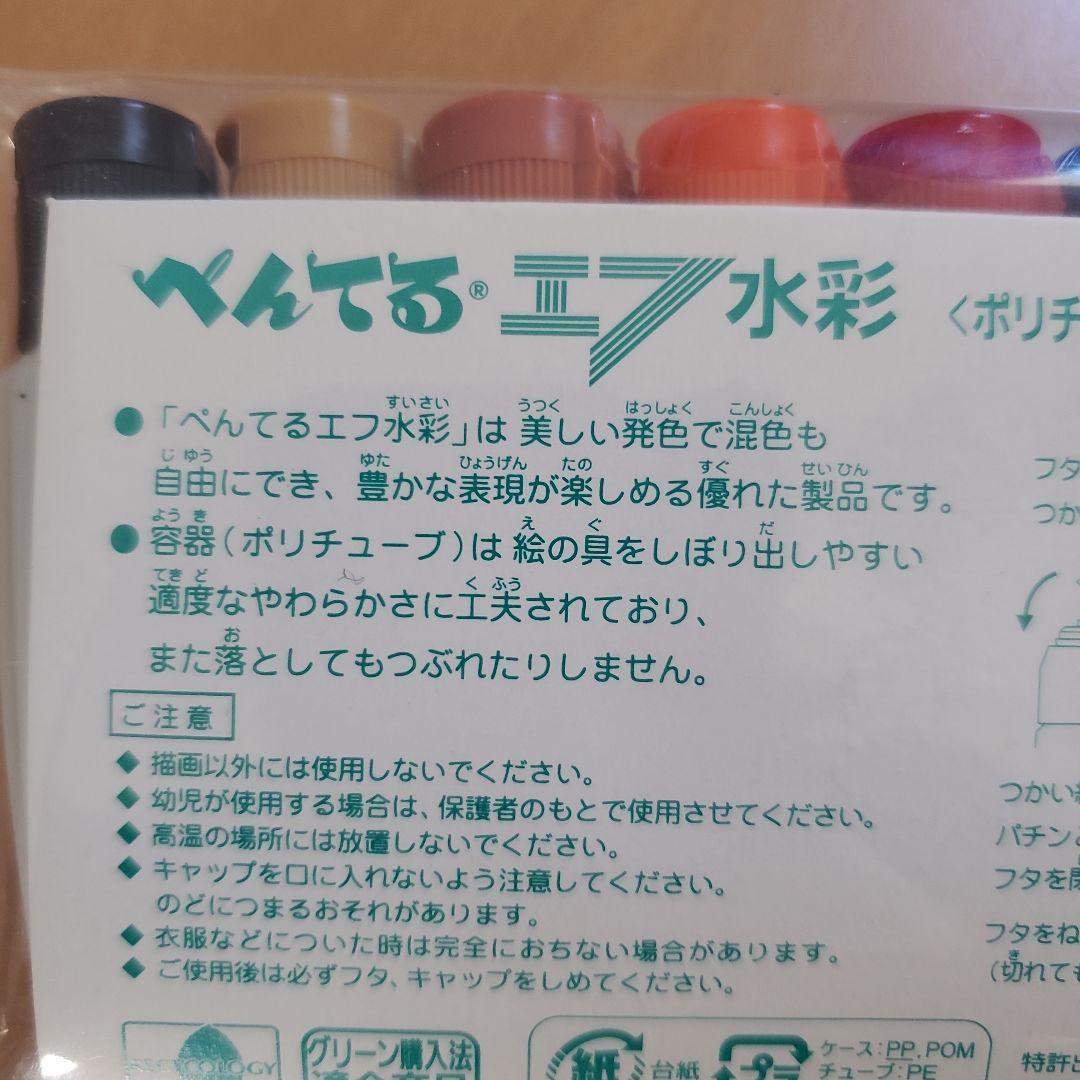 ぺんてる® エフ水彩 〈ポリチ
●「ぺんてるエフ水彩」は 美しい発色で混色も
自由にでき、豊かな表現が楽しめる優れた製品です。
●容器(ポリチューブ)は 絵の具をしぼり出しやすい
適度なやわらかさに工夫されており、
また落としてもつぶれたりしません。
ご注意
◆描画以外には使用しないでください。
◆幼児が使用する場合は、保護者のもとで使用させてください。
◆高温の場所には放置しないでください。
◆キャップを口に入れないよう注意してください。
のどにつまるおそれがあります。
◆衣服などについた時は完全におちない場合があります。
◆ご使用後は必ずフタ、キャップをしめてください。
フタ
つか
つかい
パチン
フタを閉
フタをね
(切れても
グリーン購入法
適合商品
紙 台紙
プラ
ケース:PP,POM
チューブ:PE
特許出